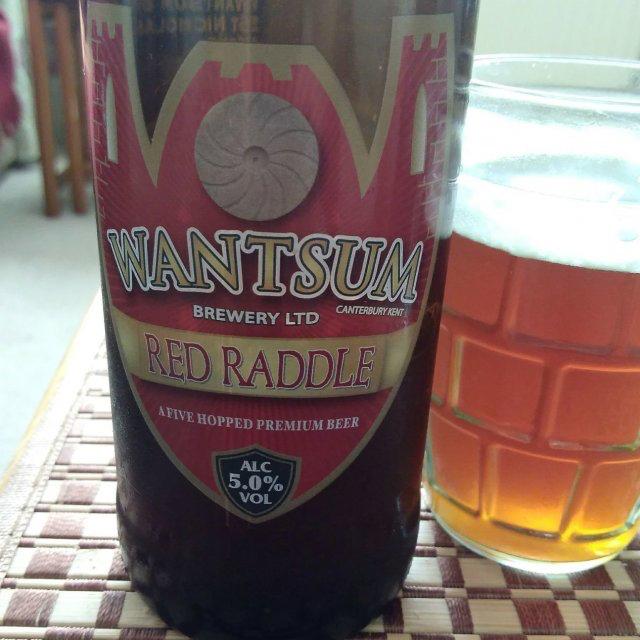 WANTSUM
BREWERY LTD
CANTERBURY KENT
RED RADDLE
A FIVE HOPPED PREMIUM BEER
ALC
5.0%
VOL